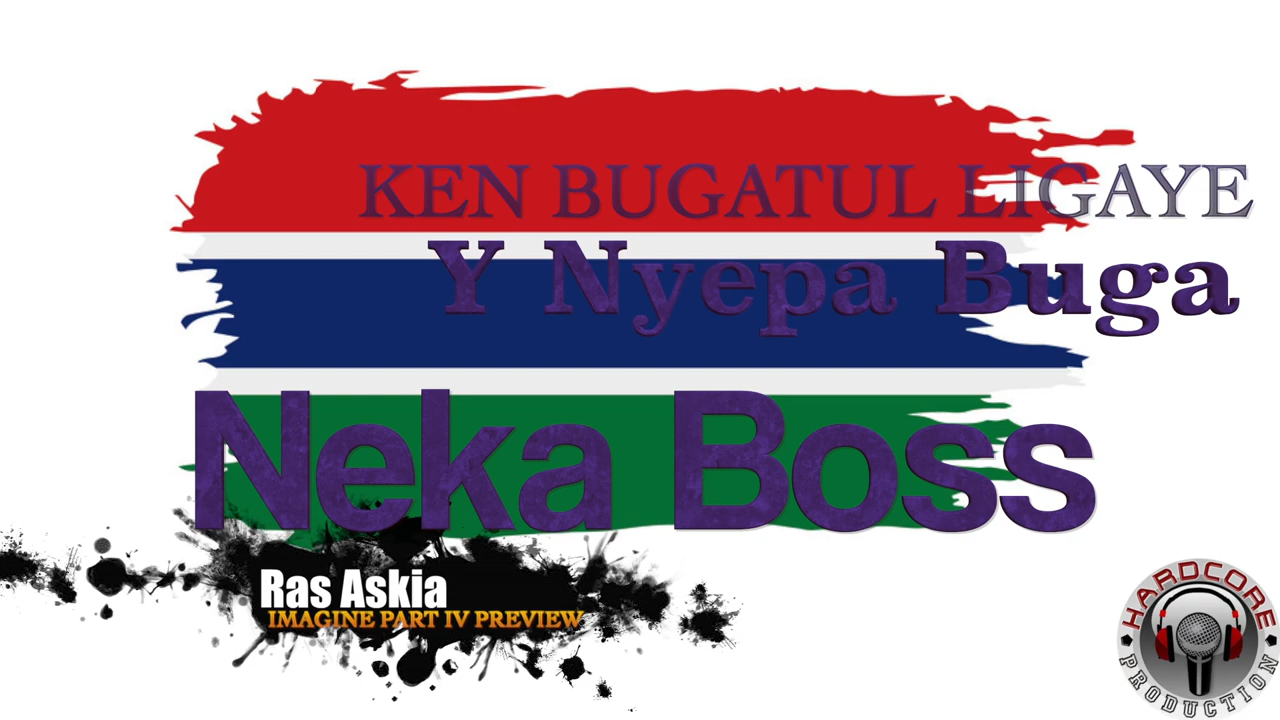 KEN BUGATUL LIGAYE
Y Nyepa Buga
Neka Boss
Ras Askia
IMAGINE PART IV PREVIEW
HARDCORE
PRODUCTION